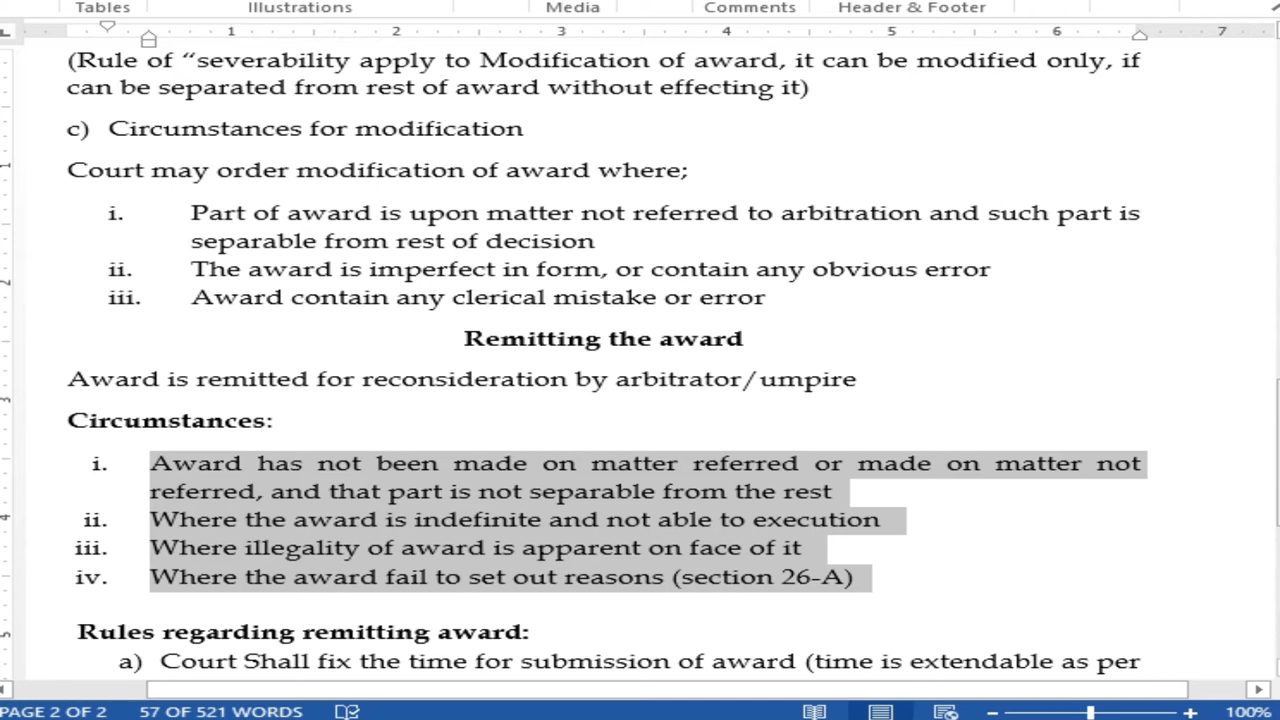 Tables Illustrations Media Comments Header & Footer
1 2 3 4 5 6 7
(Rule of “severability apply to Modification of award, it can be modified only, if
can be separated from rest of award without effecting it)
c) Circumstances for modification
Court may order modification of award where;
i. Part of award is upon matter not referred to arbitration and such part is
separable from rest of decision
ii. The award is imperfect in form, or contain any obvious error
iii. Award contain any clerical mistake or error
Remitting the award
Award is remitted for reconsideration by arbitrator/umpire
Circumstances:
i. Award has not been made on matter referred or made on matter not
referred, and that part is not separable from the rest
ii. Where the award is indefinite and not able to execution
iii. Where illegality of award is apparent on face of it
iv. Where the award fail to set out reasons (section 26-A)
Rules regarding remitting award:
a) Court Shall fix the time for submission of award (time is extendable as per
PAGE 2 OF 2 57 OF 521 WORDS 100%